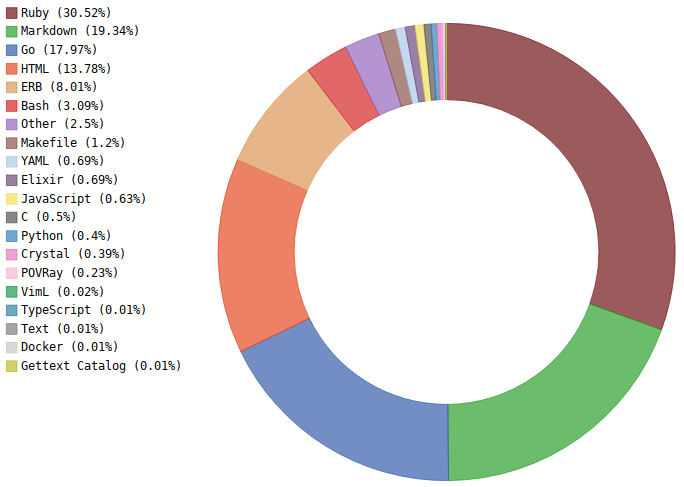 Ruby (30.52%)
Markdown (19.34%)
Go (17.97%)
HTML (13.78%)
ERB (8.01%)
Bash (3.09%)
Other (2.5%)
Makefile (1.2%)
YAML (0.69%)
Elixir (0.69%)
JavaScript (0.63%)
C (0.5%)
Python (0.4%)
Crystal (0.39%)
POVRay (0.23%)
VimL (0.02%)
TypeScript (0.01%)
Text (0.01%)
Docker (0.01%)
Gettext Catalog (0.01%)